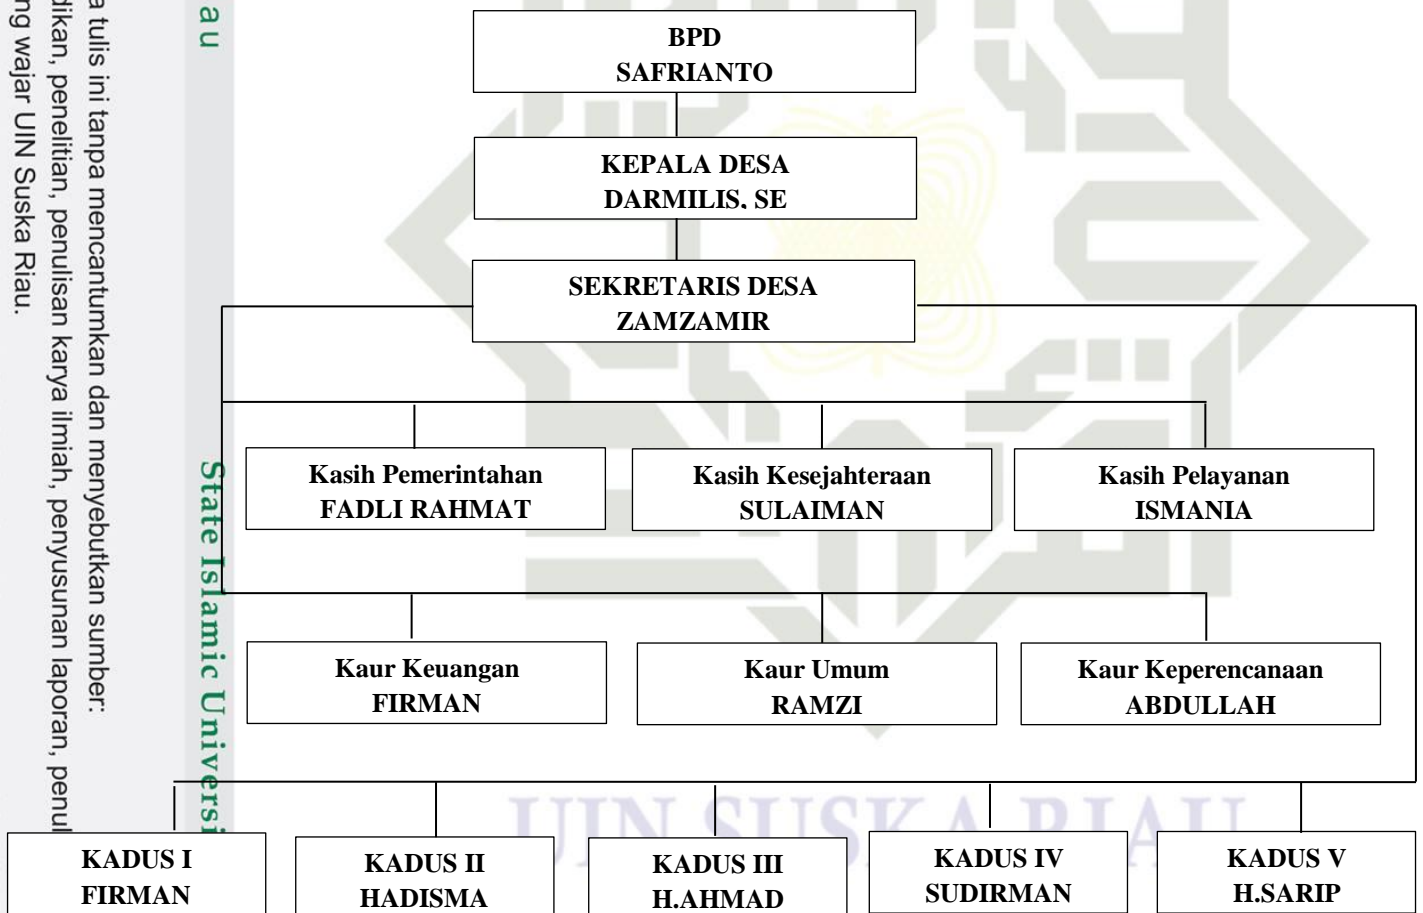 BPD
SAFRIANTO
KEPALA DESA
DARMILIS, SE
SEKRETARIS DESA
ZAMZAMIR
Kasih Pemerintahan
FADLI RAHMAT
Kasih Kesejahteraan
SULAIMAN
Kasih Pelayanan
ISMANIA
Kaur Keuangan
FIRMAN
Kaur Umum
RAMZI
Kaur Keperencanaan
ABDULLAH
KADUS I
FIRMAN
KADUS II
HADISMA
KADUS III
H.AHMAD
KADUS IV
SUDIRMAN
KADUS V
H.SARIP
UIN SUSKA RIAU
au
State Islamic Universi
a tulis ini tanpa mencantumkan dan menyebutkan sumber:
dikan, penelitian, penulisan karya ilmiah, penyusunan laporan, penul
ng wajar UIN Suska Riau.